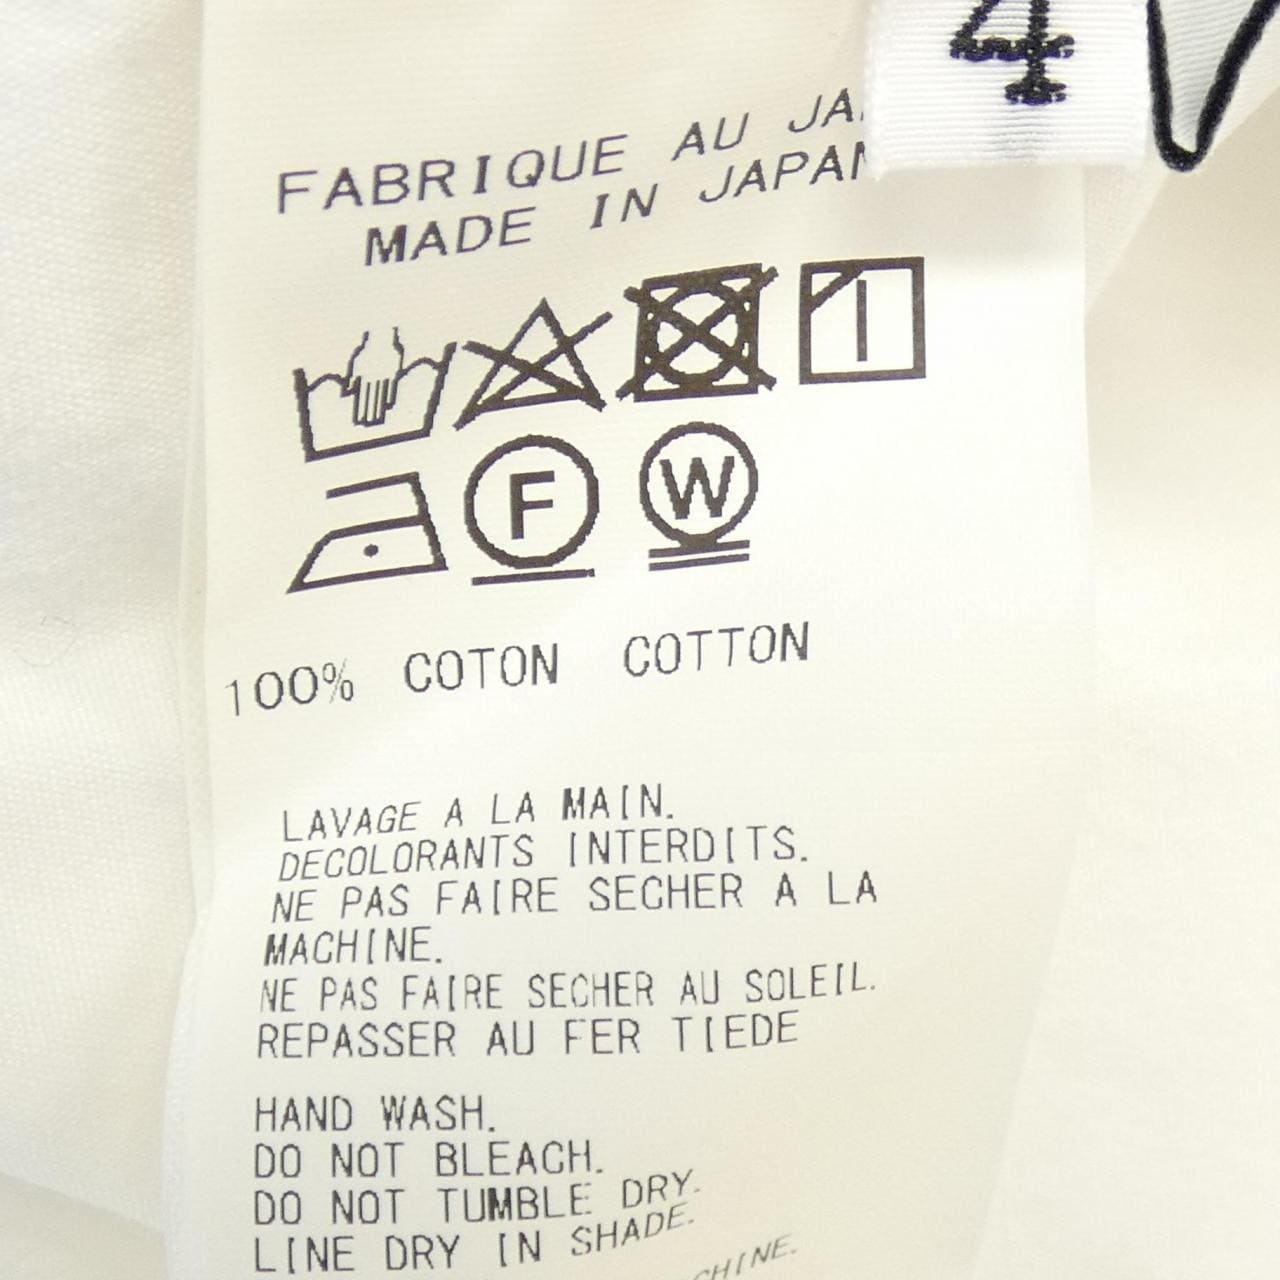 4
FABRIQUE AU
MADE IN JAPAN
F W
100% COTON COTTON
LAVAGE A LA MAIN.
DECOLORANTS INTERDITS.
NE PAS FAIRE SECHER A LA
MACHINE.
NE PAS FAIRE SECHER AU SOLEIL.
REPASSER AU FER TIEDE
HAND WASH.
DO NOT BLEACH.
DO NOT TUMBLE DRY.
LINE DRY IN SHADE.